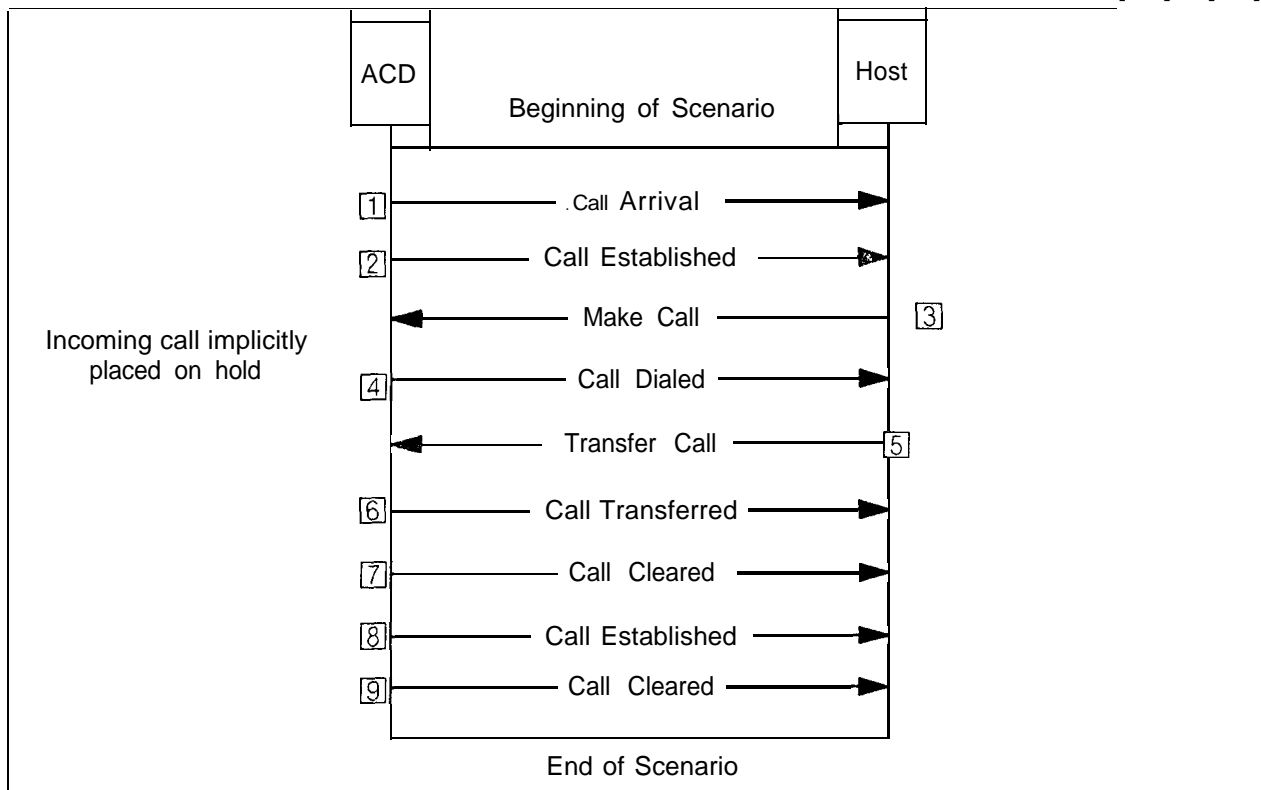 ACD
Host
Beginning of Scenario
1 Call Arrival
2 Call Established
Make Call 3
Incoming call implicitly
placed on hold
4 Call Dialed
Transfer Call 5
6 Call Transferred
7 Call Cleared
8 Call Established
9 Call Cleared
End of Scenario